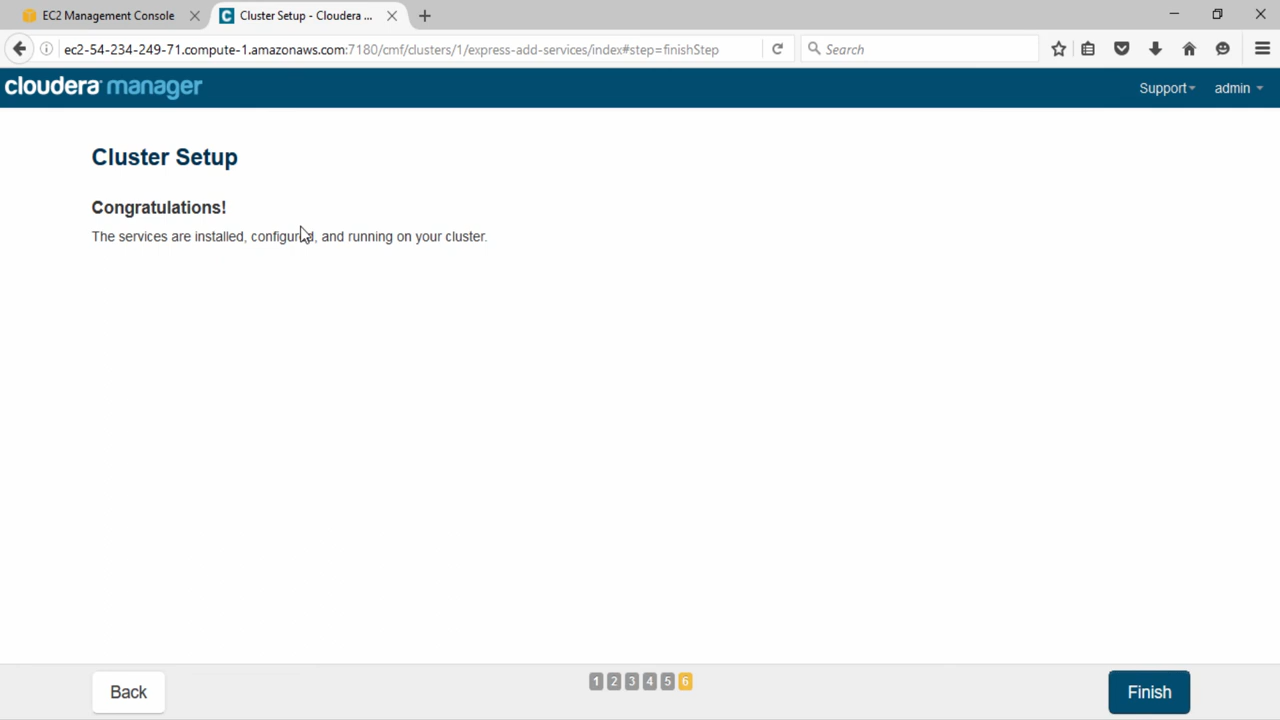 EC2 Management Console
Cluster Setup - Cloudera ...
ec2-54-234-249-71.compute-1.amazonaws.com:7180/cmf/clusters/1/express-add-services/index#step=finishStep
Search
cloudera manager
Support
admin
Cluster Setup
Congratulations!
The services are installed, configured, and running on your cluster.
Back
1 2 3 4 5 6
Finish